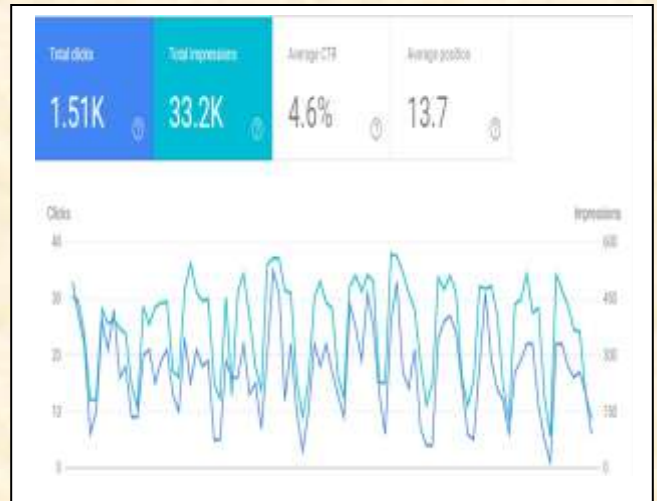 Total clicks Total impressions Average CTR Average position
1.51K 33.2K 4.6% 13.7
Clicks Impressions
40 600
30 450
20 300
10 150
0 0